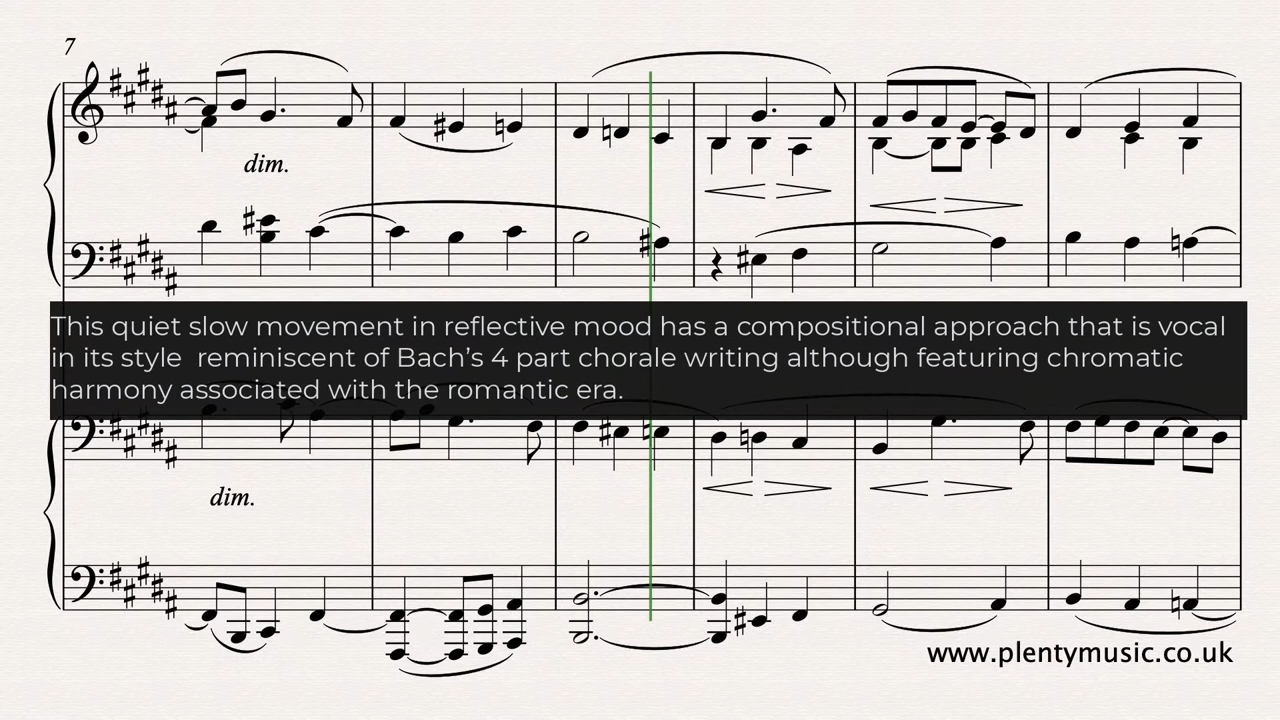 7
dim.
This quiet slow movement in reflective mood has a compositional approach that is vocal
in its style  reminiscent of Bach's 4 part chorale writing although featuring chromatic
harmony associated with the romantic era.
dim.
www.plentymusic.co.uk